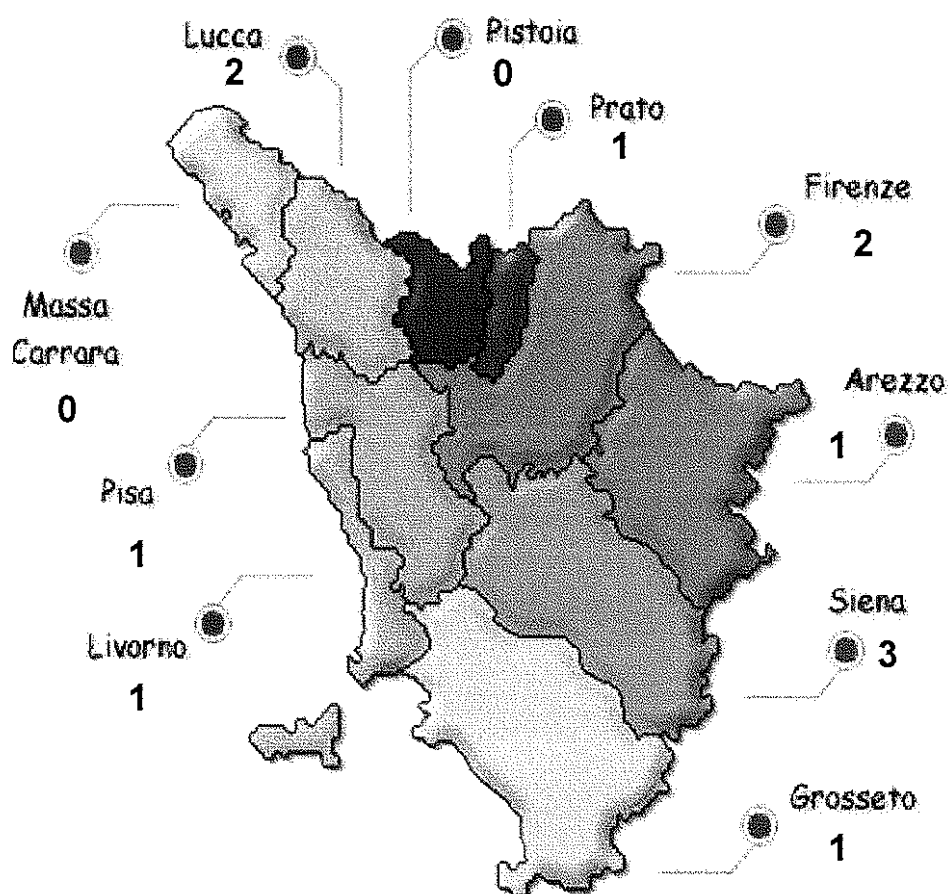 Lucca
2
Pistoia
0
Prato
1
Firenze
2
Massa
Carrara
0
Arezzo
1
Pisa
1
Siena
3
Livorno
1
Grosseto
1